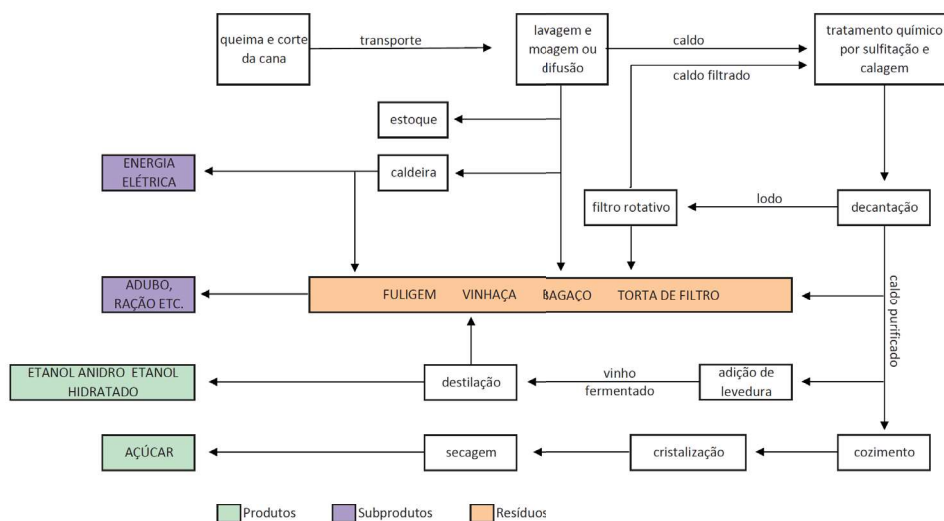 queima e corte
da cana
transporte
lavagem e
moagem ou
difusão
caldo
caldo filtrado
tratamento químico
por sulfitação e
calagem
estoque
ENERGIA
ELÉTRICA
caldeira
filtro rotativo
lodo
decantação
ADUBO,
RAÇÃO ETC.
FULIGEM VINHAÇA BAGAÇO TORTA DE FILTRO
caldo purificado
ETANOL ANIDRO ETANOL
HIDRATADO
destilação
vinho
fermentado
adição de
levedura
AÇÚCAR
secagem
cristalização
cozimento
Produtos Subprodutos Resíduos